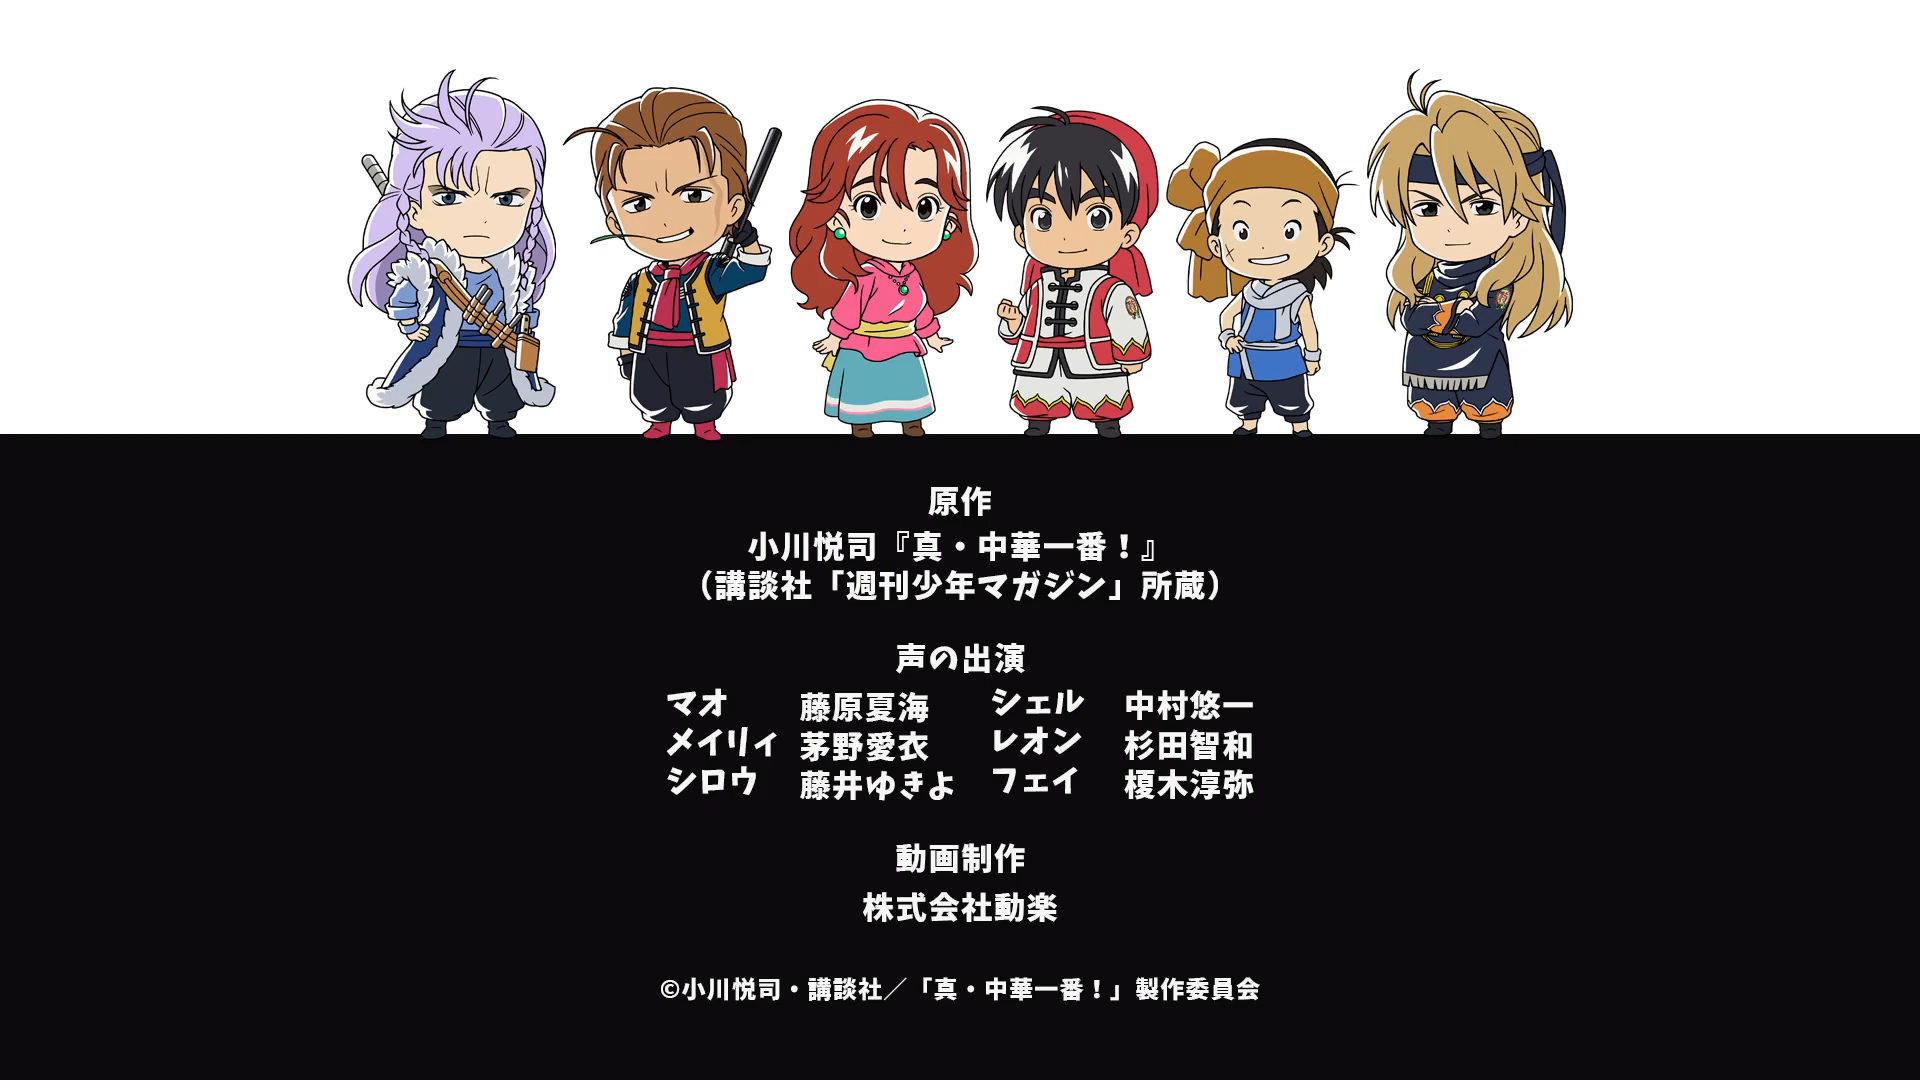 原作
小川悦司『真・中華一番!』
(講談社「週刊少年マガジン」所蔵)
声の出演
マオ 藤原夏海 シェル 中村悠一
メイリィ 茅野愛衣 レオン 杉田智和
シロウ 藤井ゆきよ フェイ 榎木淳弥
動画制作
株式会社動楽
©小川悦司・講談社/「真・中華一番!」製作委員会